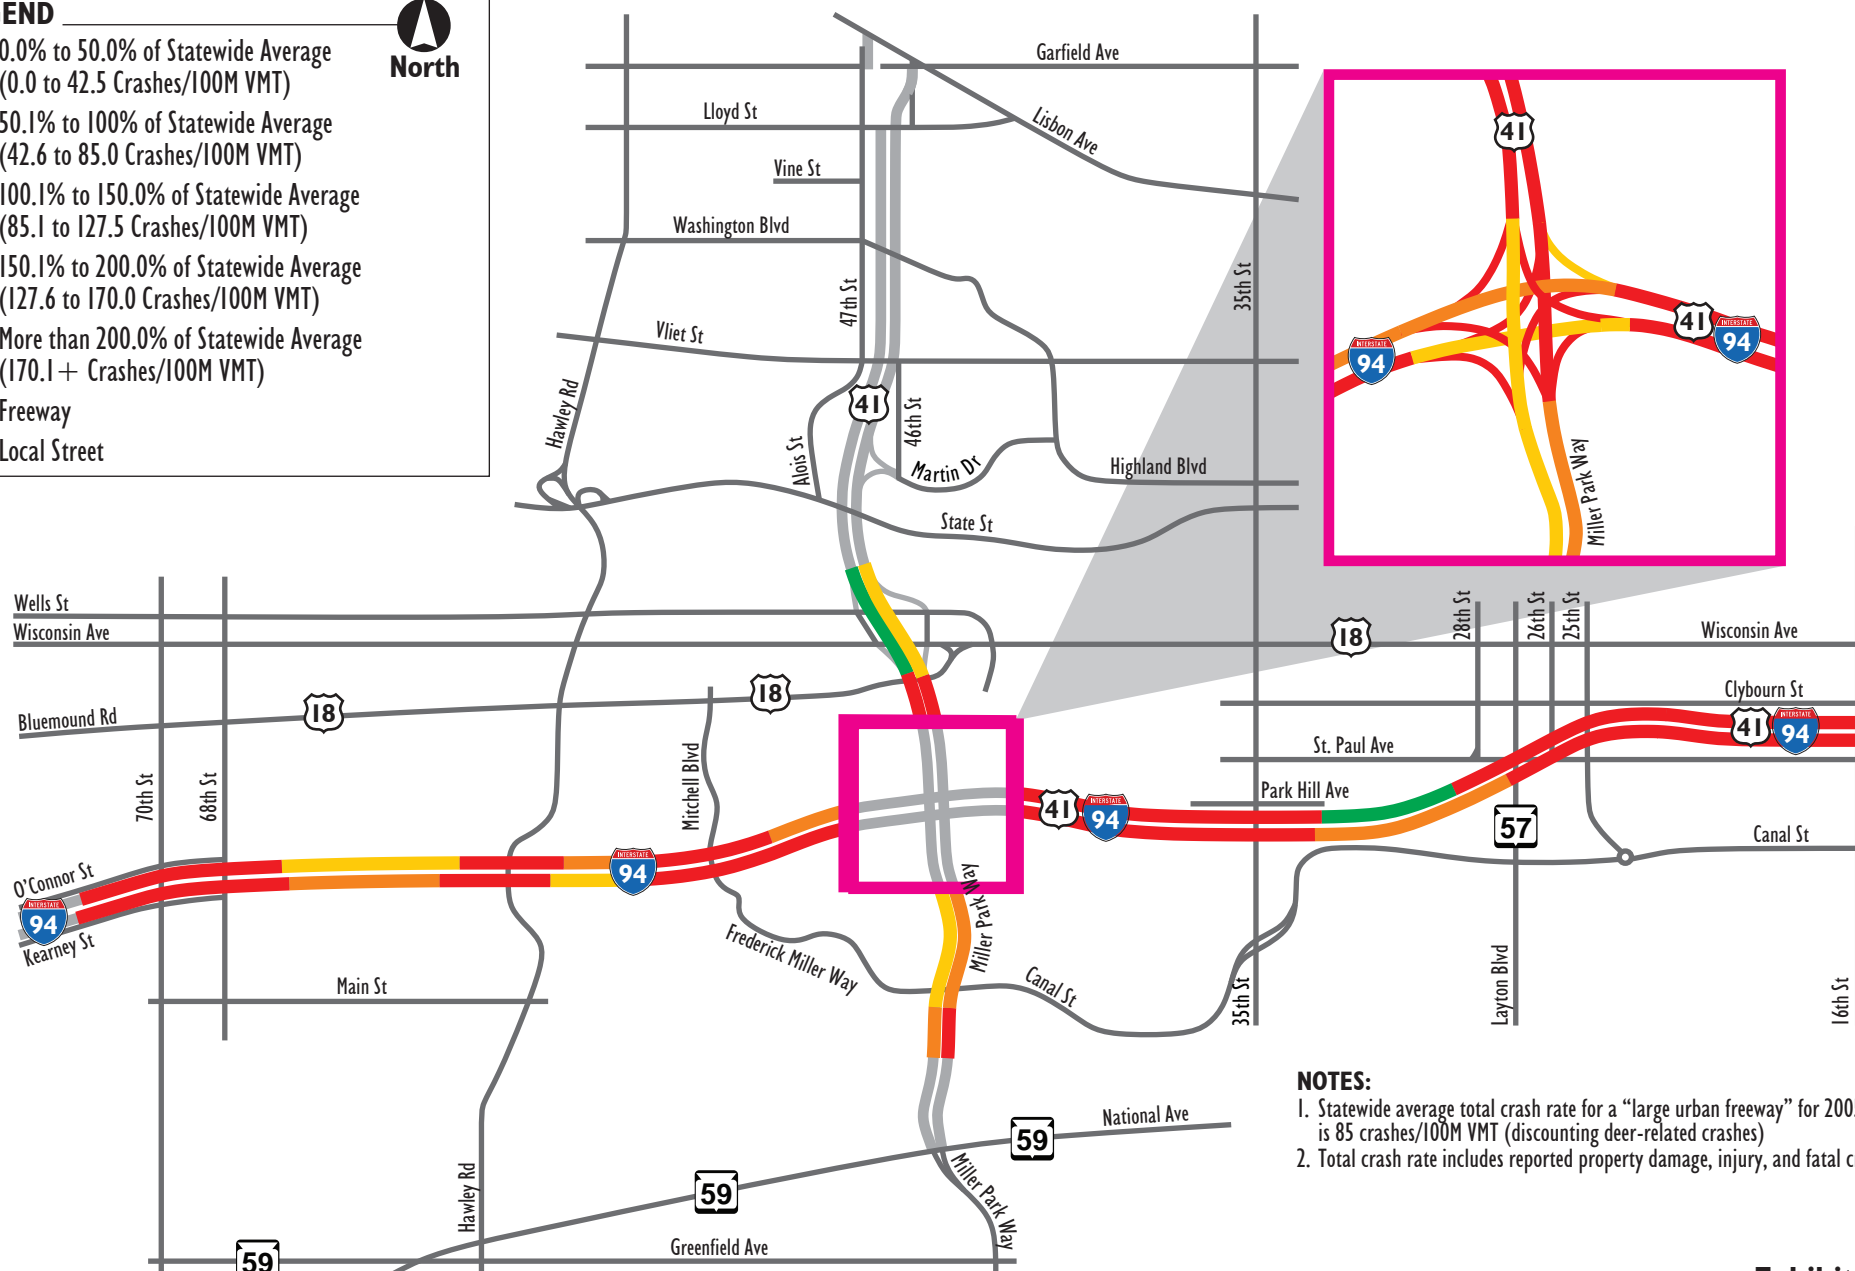 0.0% to 50.0% of Statewide Average
(0.0 to 42.5 Crashes/100M VMT)
50.1% to 100% of Statewide Average
(42.6 to 85.0 Crashes/100M VMT)
100.1% to 150.0% of Statewide Average
(85.1 to 127.5 Crashes/100M VMT)
150.1% to 200.0% of Statewide Average
(127.6 to 170.0 Crashes/100M VMT)
More than 200.0% of Statewide Average
(170.1+ Crashes/100M VMT)
Freeway
Local Street
North
Garfield Ave
Lloyd St
Lisbon Ave
Vine St
Washington Blvd
47th St
35th St
Vliet St
Hawley Rd
41
46th St
Alois St
Martin Dr
Highland Blvd
State St
41
INTERSTATE
94
41
INTERSTATE
94
Miller Park Way
Wells St
Wisconsin Ave
18
28th St
26th St
25th St
Wisconsin Ave
Bluemound Rd
18
18
Clybourn St
41
INTERSTATE
94
St. Paul Ave
70th St
68th St
Mitchell Blvd
Park Hill Ave
41
INTERSTATE
94
57
Canal St
O'Connor St
INTERSTATE
94
INTERSTATE
94
Kearney St
Frederick Miller Way
Miller Park Way
Canal St
Main St
35th St
Layton Blvd
16th St
NOTES:
1. Statewide average total crash rate for a “large urban freeway” for 200
is 85 crashes/100M VMT (discounting deer-related crashes)
2. Total crash rate includes reported property damage, injury, and fatal
National Ave
59
59
Hawley Rd
Miller Park Way
Greenfield Ave
59